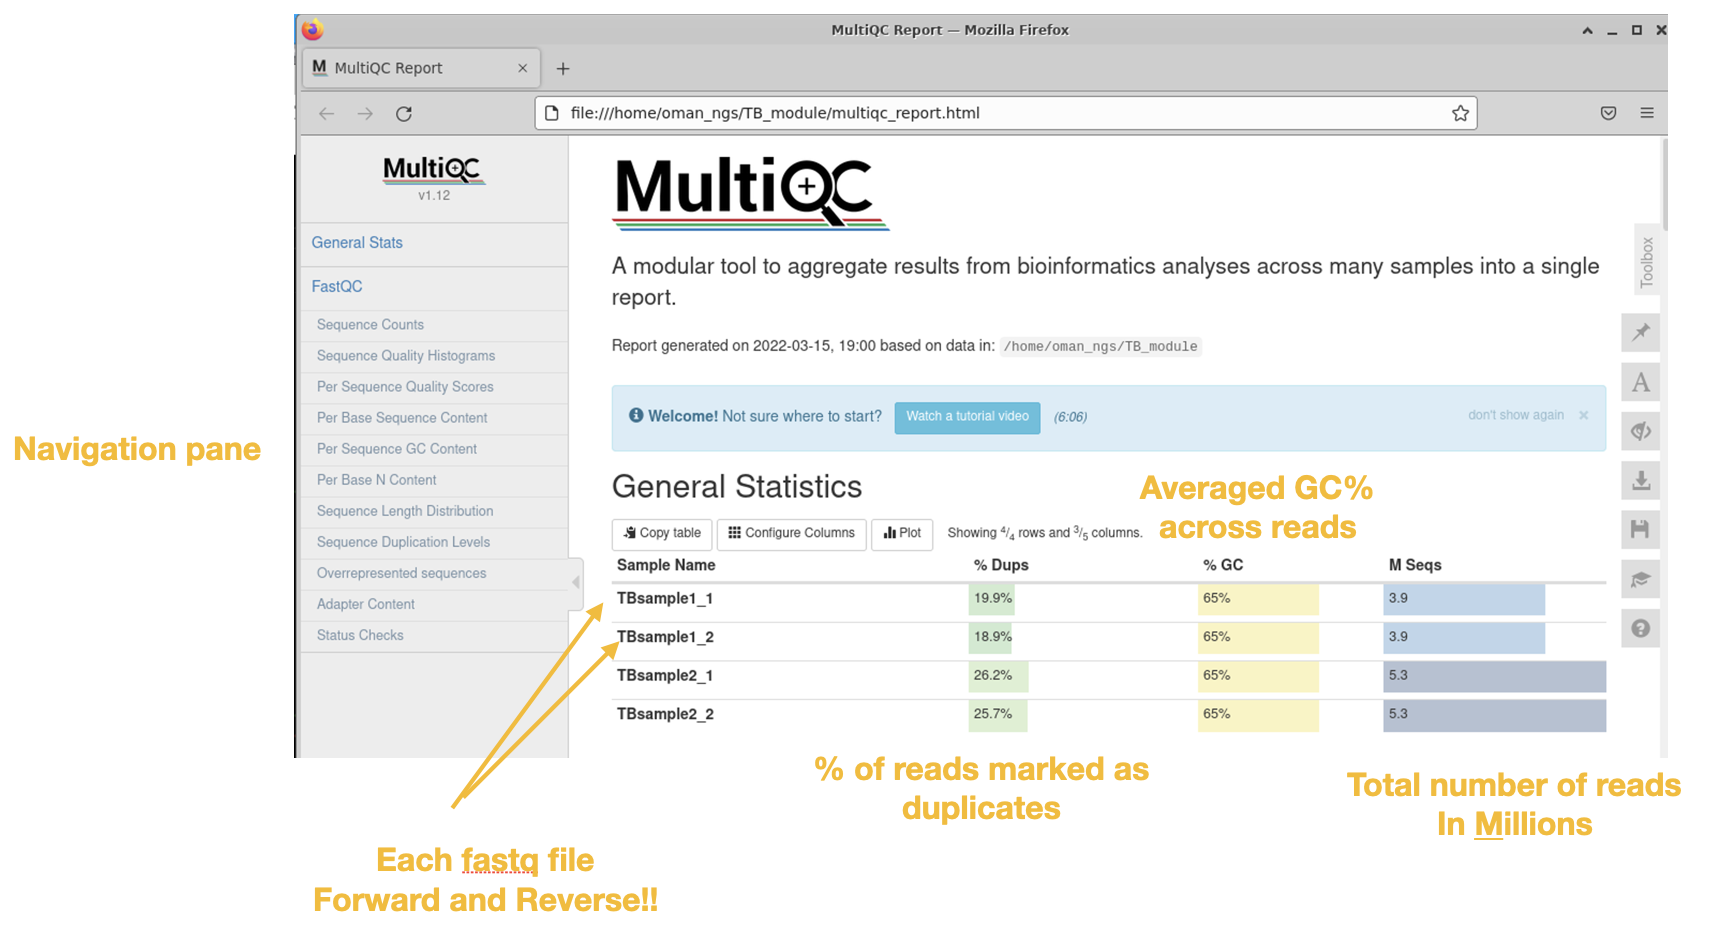 MultiQC Report — Mozilla Firefox
M MultiQC Report
file:///home/oman_ngs/TB_module/multiqc_report.html
MultiQC
v1.12
General Stats
FastQC
Sequence Counts
Sequence Quality Histograms
Per Sequence Quality Scores
Per Base Sequence Content
Per Sequence GC Content
Per Base N Content
Sequence Length Distribution
Sequence Duplication Levels
Overrepresented sequences
Adapter Content
Status Checks
Navigation pane
MultiQC
A modular tool to aggregate results from bioinformatics analyses across many samples into a single
report.
Report generated on 2022-03-15, 19:00 based on data in: /home/oman_ngs/TB_module
Welcome! Not sure where to start? Watch a tutorial video (6:06) don't show again ×
Toolbox
A
General Statistics
Averaged GC%
across reads
Copy table Configure Columns Plot Showing 4/4 rows and 3/5 columns.
Sample Name % Dups % GC M Seqs
TBsample1_1 19.9% 65% 3.9
TBsample1_2 18.9% 65% 3.9
TBsample2_1 26.2% 65% 5.3
TBsample2_2 25.7% 65% 5.3
% of reads marked as
duplicates
Total number of reads
In Millions
Each fastq file
Forward and Reverse!!